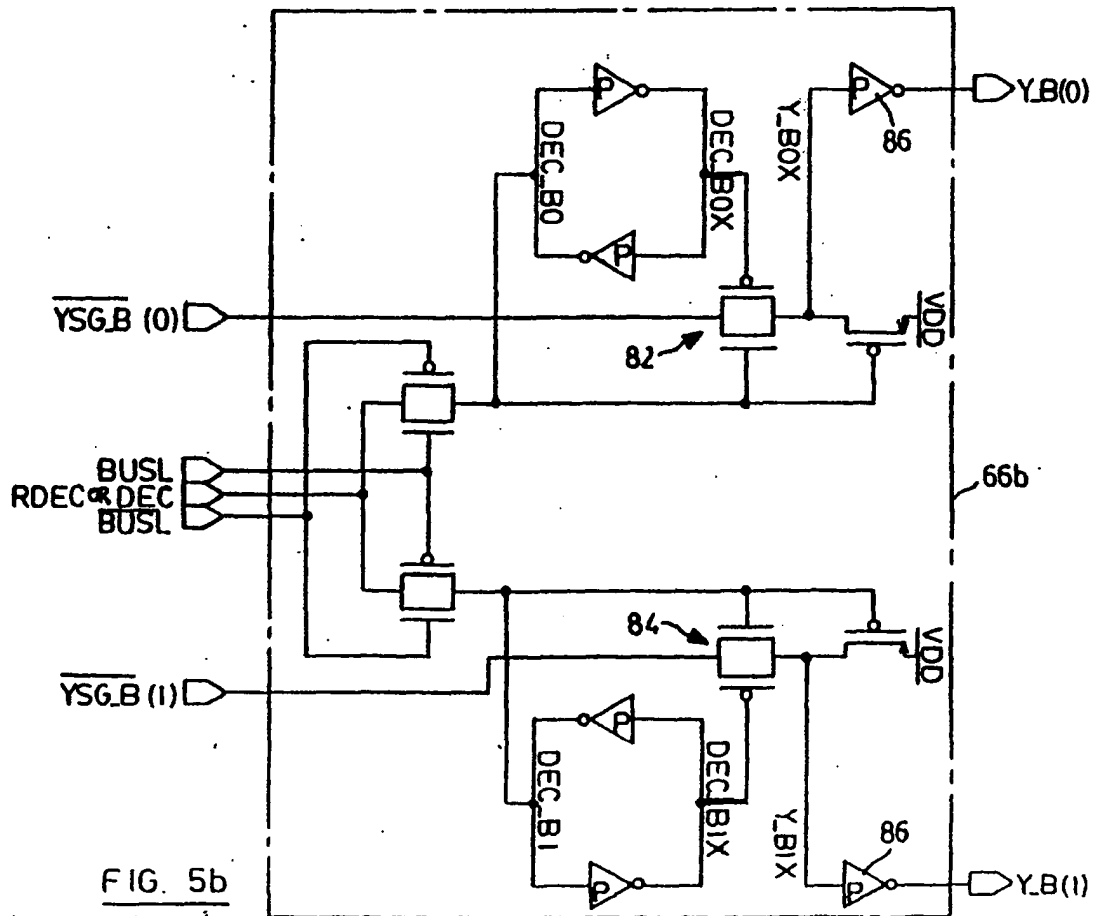 Y_B(0)
P
P
86
DEC_B0
DEC_B0X
Y_B0X
P
YSG_B (0)
82
VDD
BUSL
RDEC OR DEC
BUSL
66b
84
VDD
YSG_B (1)
P
DEC_B1
DEC_B1X
Y_B1X
86
P
P
Y_B(1)
FIG. 5b